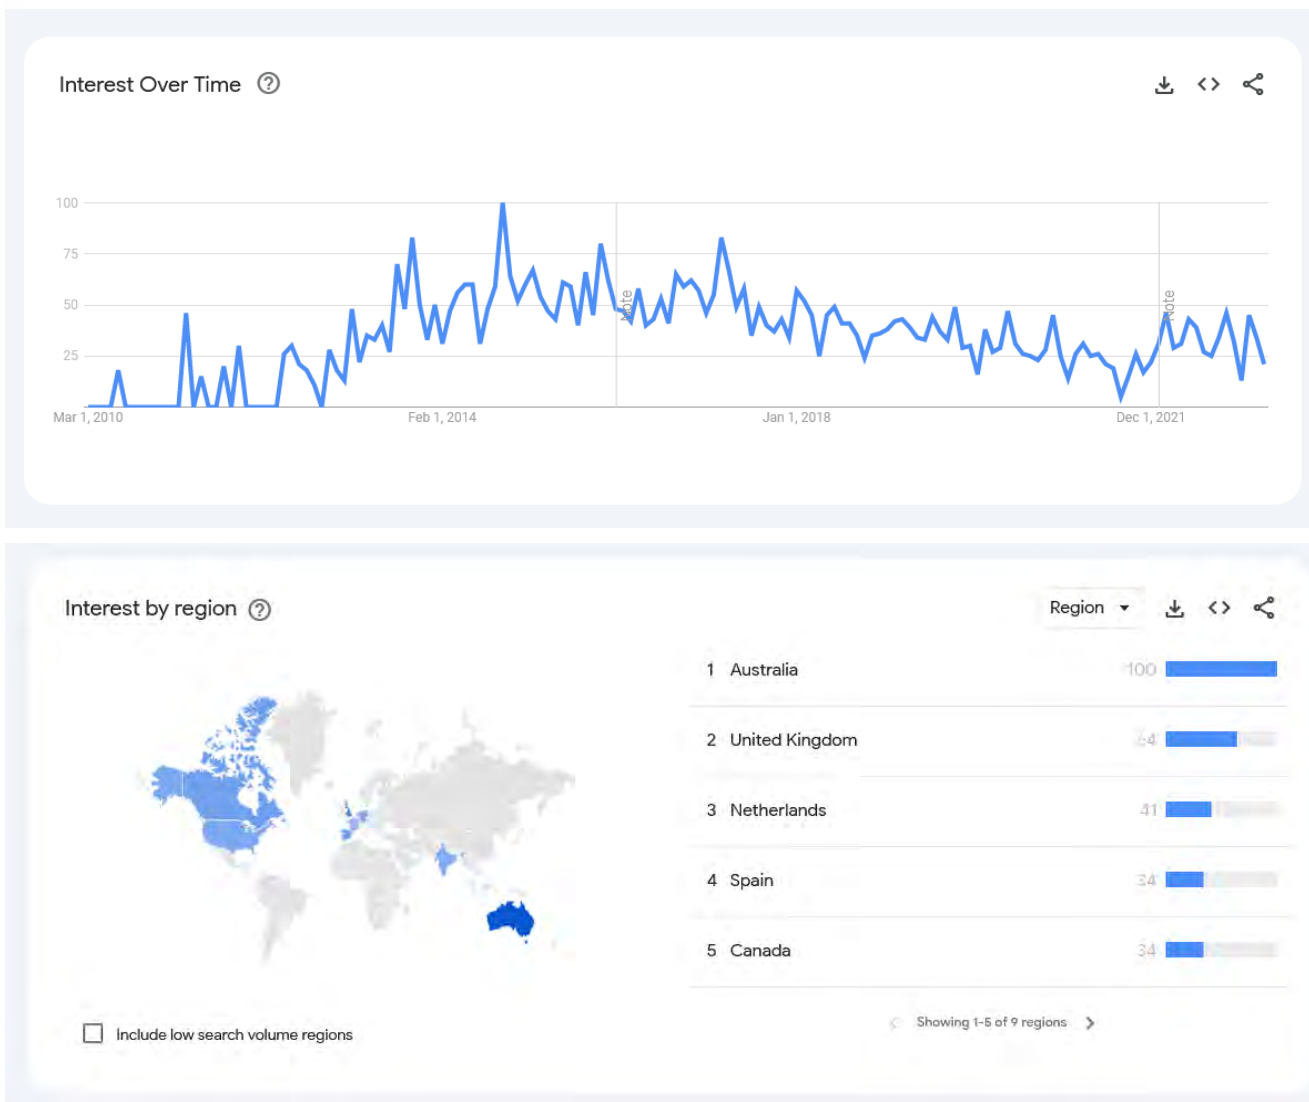 Interest Over Time
100
75
50
25
Note
Note
Mar 1, 2010 Feb 1, 2014 Jan 1, 2018 Dec 1, 2021
Interest by region
Region
1 Australia 100
2 United Kingdom
3 Netherlands 41
4 Spain 34
5 Canada 34
Include low search volume regions
Showing 1-5 of 9 regions